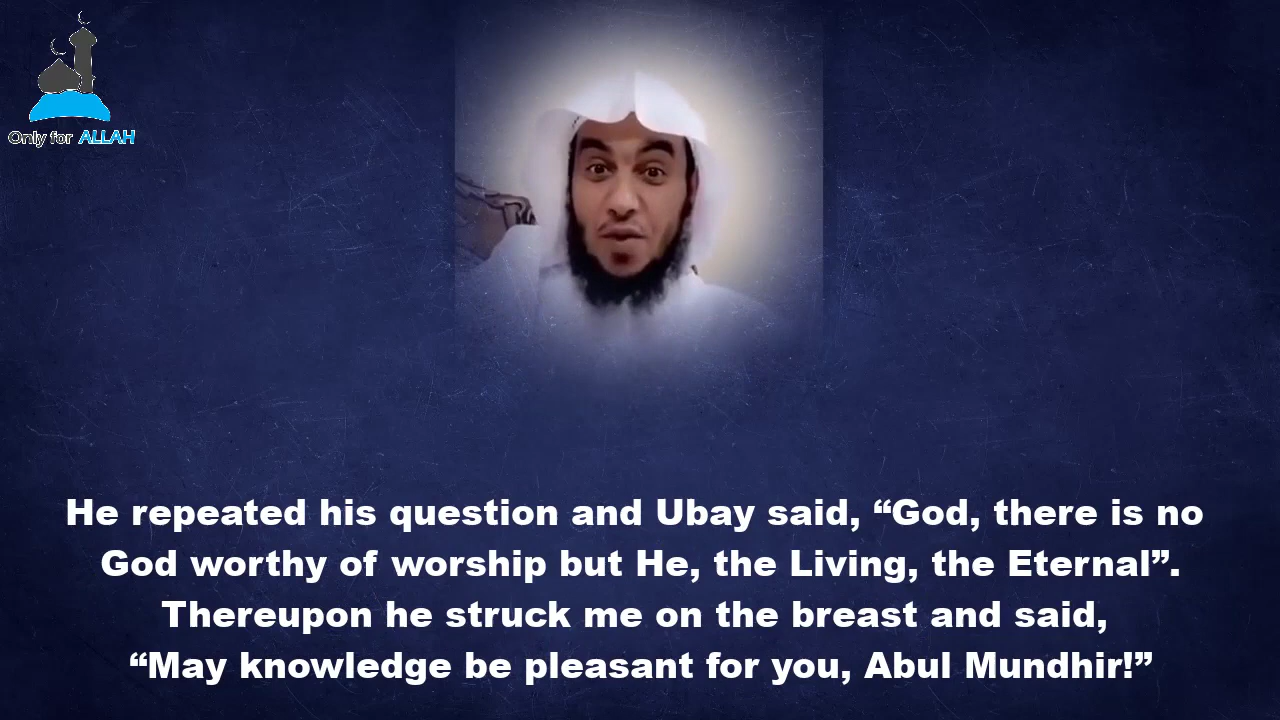 Only for ALLAH
He repeated his question and Ubay said, “God, there is no
God worthy of worship but He, the Living, the Eternal”.
Thereupon he struck me on the breast and said,
“May knowledge be pleasant for you, Abul Mundhir!”